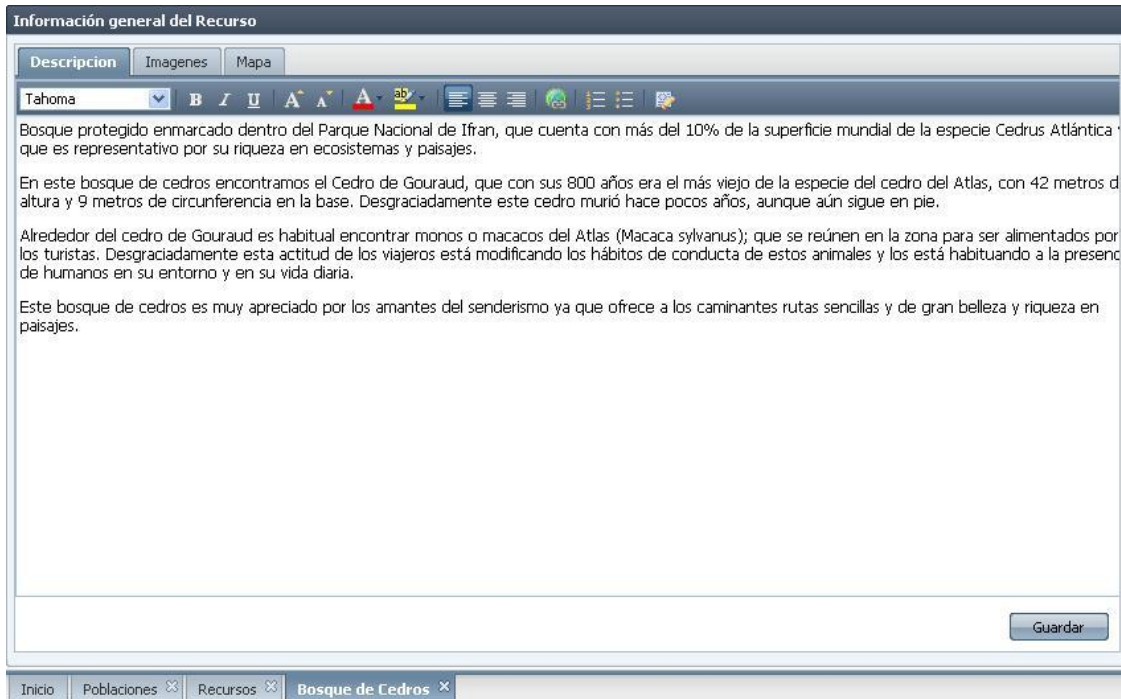 Información general del Recurso
Descripcion Imagenes Mapa
Tahoma B I U A A A ab
Bosque protegido enmarcado dentro del Parque Nacional de Ifran, que cuenta con más del 10% de la superficie mundial de la especie Cedrus Atlántica
que es representativo por su riqueza en ecosistemas y paisajes.
En este bosque de cedros encontramos el Cedro de Gouraud, que con sus 800 años era el más viejo de la especie del cedro del Atlas, con 42 metros d
altura y 9 metros de circunferencia en la base. Desgraciadamente este cedro murió hace pocos años, aunque aún sigue en pie.
Alrededor del cedro de Gouraud es habitual encontrar monos o macacos del Atlas (Macaca sylvanus); que se reúnen en la zona para ser alimentados por
los turistas. Desgraciadamente esta actitud de los viajeros está modificando los hábitos de conducta de estos animales y los está habituando a la presenc
de humanos en su entorno y en su vida diaria.
Este bosque de cedros es muy apreciado por los amantes del senderismo ya que ofrece a los caminantes rutas sencillas y de gran belleza y riqueza en
paisajes.
Guardar
Inicio Poblaciones Recursos Bosque de Cedros